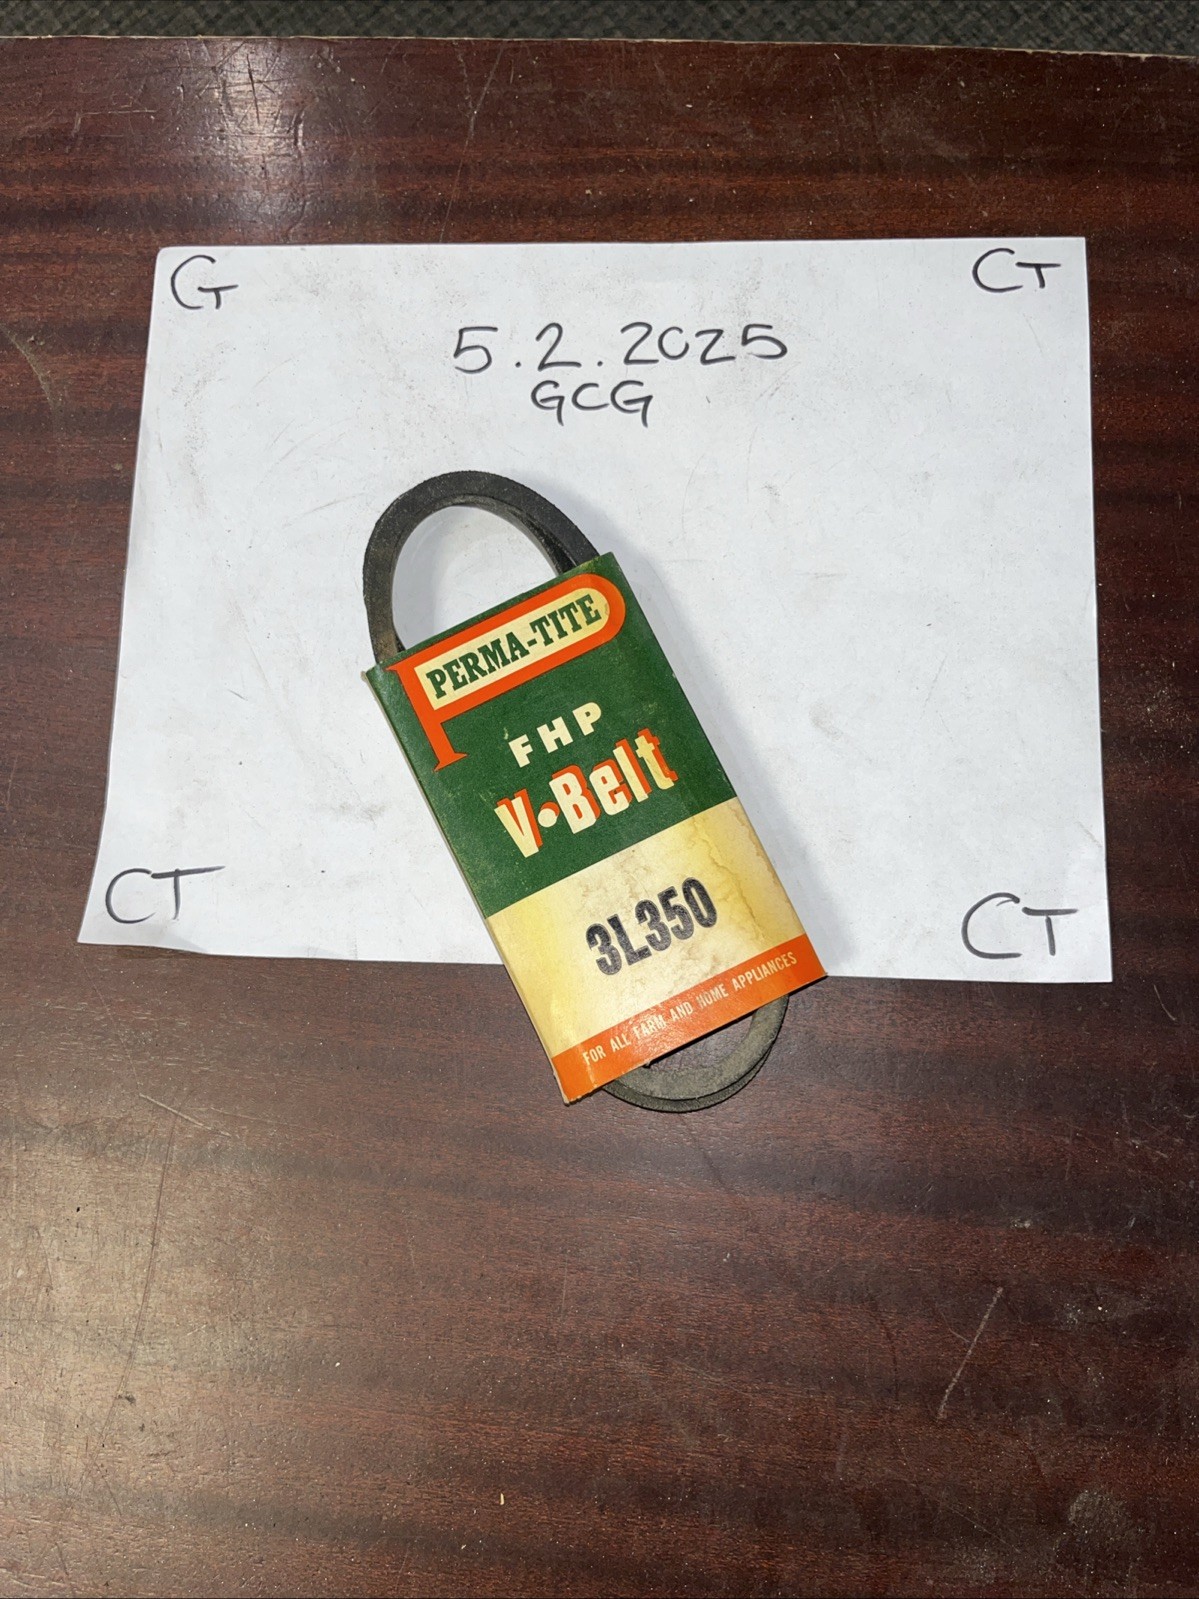 G
CT
5.2.2025
GCG
PERMA-TITE
FHP
V•Belt
3L350
FOR ALL FARM AND HOME APPLIANCES
CT
CT